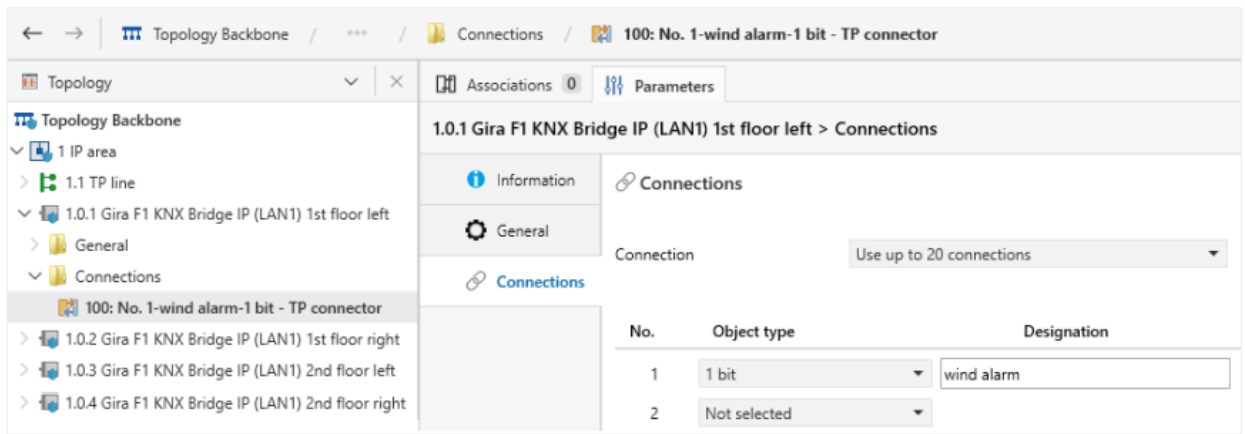 Topology Backbone / ••• / Connections / 100: No. 1-wind alarm-1 bit - TP connector
Topology
Associations 0 Parameters
Topology Backbone
1 IP area
1.1 TP line
1.0.1 Gira F1 KNX Bridge IP (LAN1) 1st floor left
General
Connections
100: No. 1-wind alarm-1 bit - TP connector
1.0.2 Gira F1 KNX Bridge IP (LAN1) 1st floor right
1.0.3 Gira F1 KNX Bridge IP (LAN1) 2nd floor left
1.0.4 Gira F1 KNX Bridge IP (LAN1) 2nd floor right
1.0.1 Gira F1 KNX Bridge IP (LAN1) 1st floor left > Connections
Information
General
Connections
Connections
Connection Use up to 20 connections
No. Object type Designation
1 1 bit wind alarm
2 Not selected